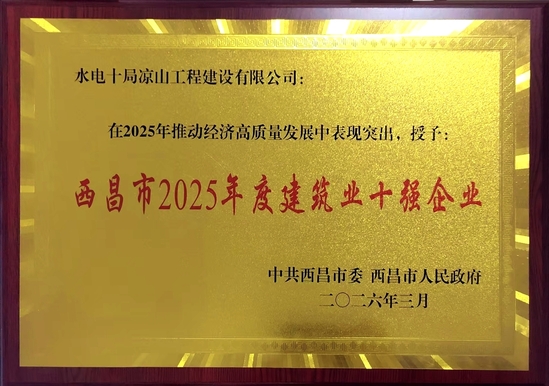 水电十局凉山工程建设有限公司：
在2025年推动经济高质量发展中表现突出，授予：
西昌市2025年度建筑业十强企业
中共西昌市委 西昌市人民政府
二〇二六年三月